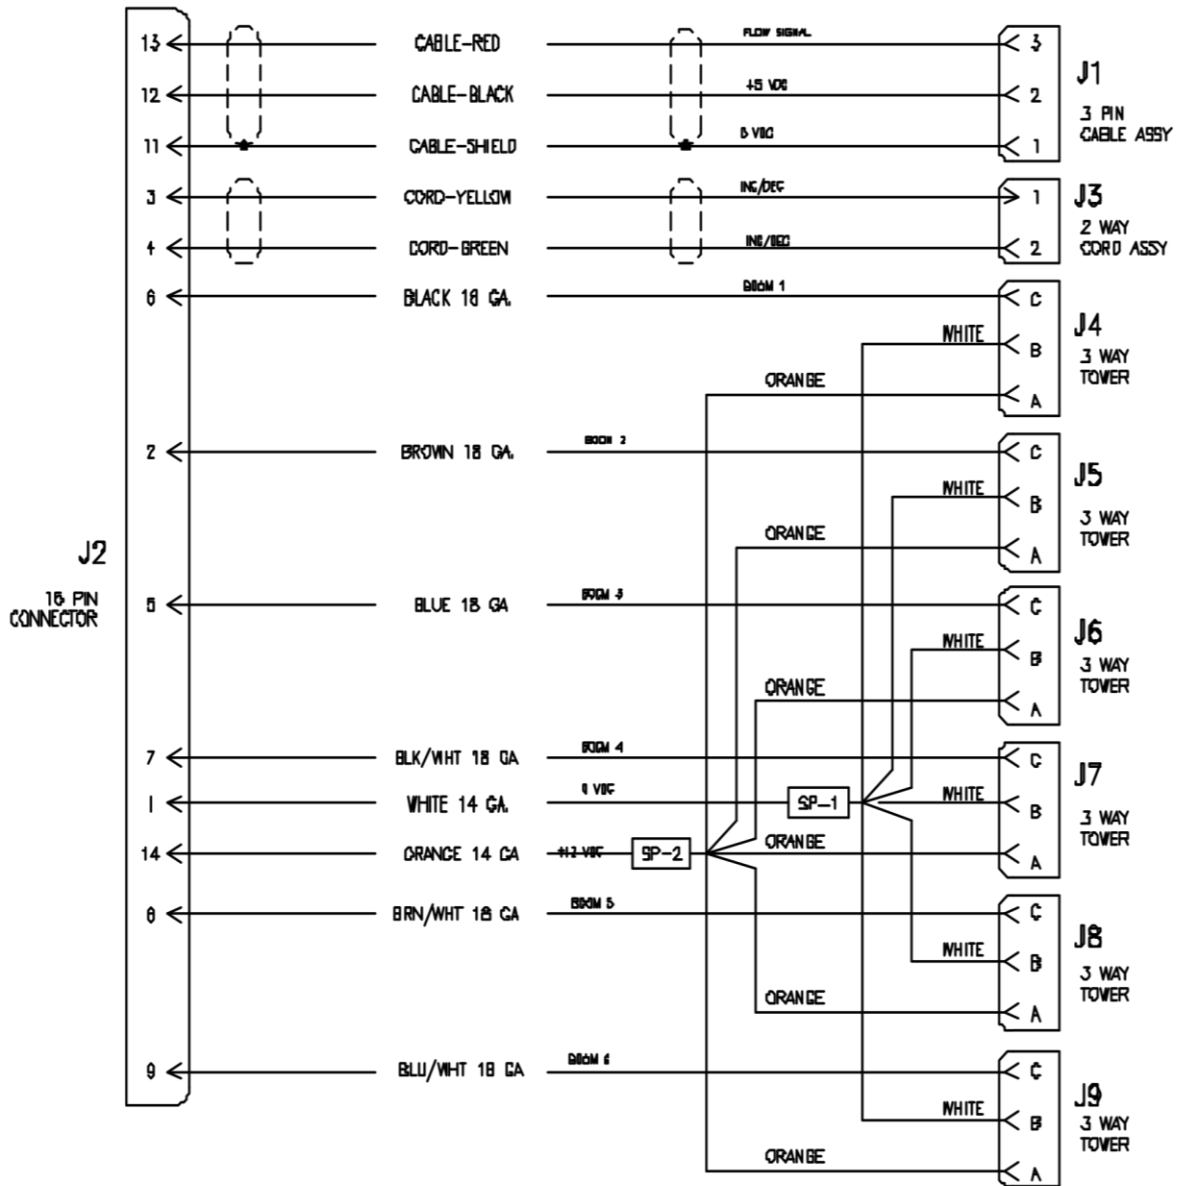 13 CABLE-RED FLOW SIGNAL 3
12 CABLE-BLACK +5 VDC 2
11 CABLE-SHIELD 1
J1
3 PIN
CABLE ASSY
3 CORD-YELLOW INC/DEC 1
4 CORD-GREEN INC/DEC 2
J3
2 WAY
CORD ASSY
6 BLACK 18 GA. BOOM 1 C
WHITE B
ORANGE A
J4
3 WAY
TOWER
2 BROWN 18 GA. BOOM 2 C
WHITE B
ORANGE A
J5
3 WAY
TOWER
J2
16 PIN
CONNECTOR
5 BLUE 18 GA BOOM 3 C
WHITE B
ORANGE A
J6
3 WAY
TOWER
7 BLK/WHT 18 GA BOOM 4 C
1 WHITE 14 GA. VDC SP-1 WHITE B
14 ORANGE 14 GA +12 VDC SP-2 ORANGE A
J7
3 WAY
TOWER
8 BRN/WHT 18 GA BOOM 5 C
WHITE B
ORANGE A
J8
3 WAY
TOWER
9 BLU/WHT 18 GA BOOM 6 C
WHITE B
ORANGE A
J9
3 WAY
TOWER